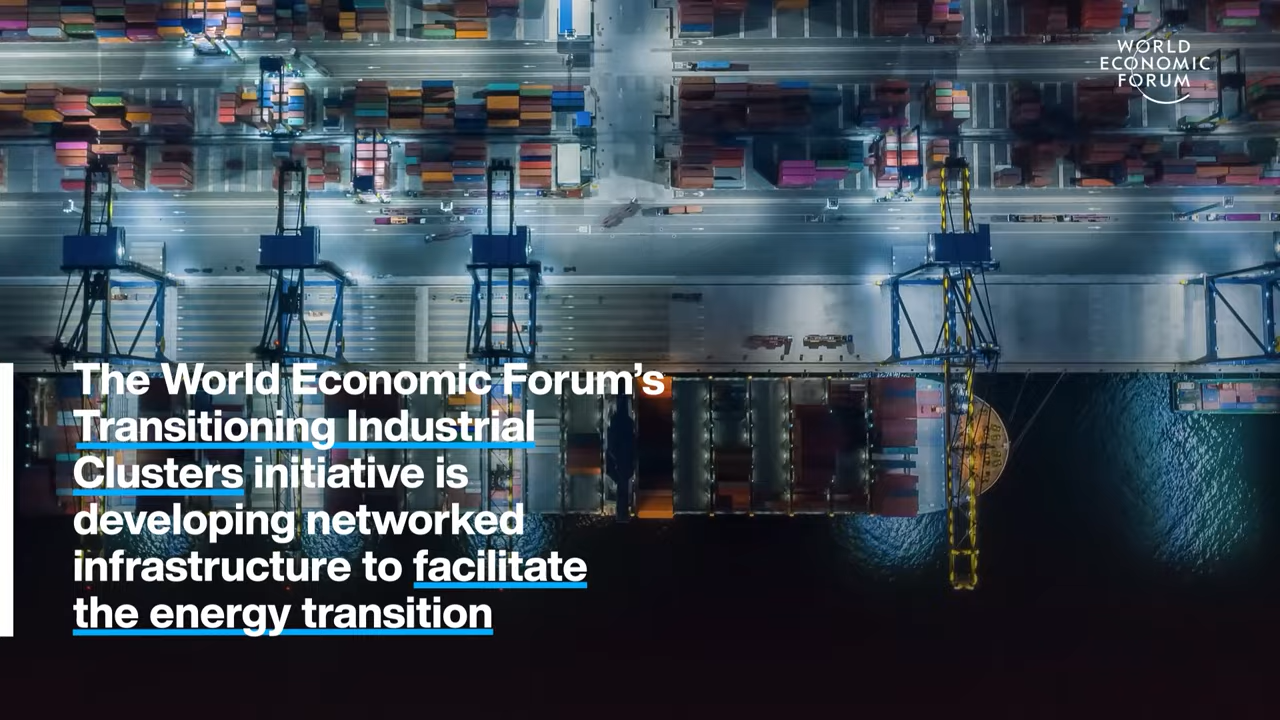 WORLD
ECONOMIC
FORUM
The World Economic Forum’s
Transitioning Industrial
Clusters initiative is
developing networked
infrastructure to facilitate
the energy transition